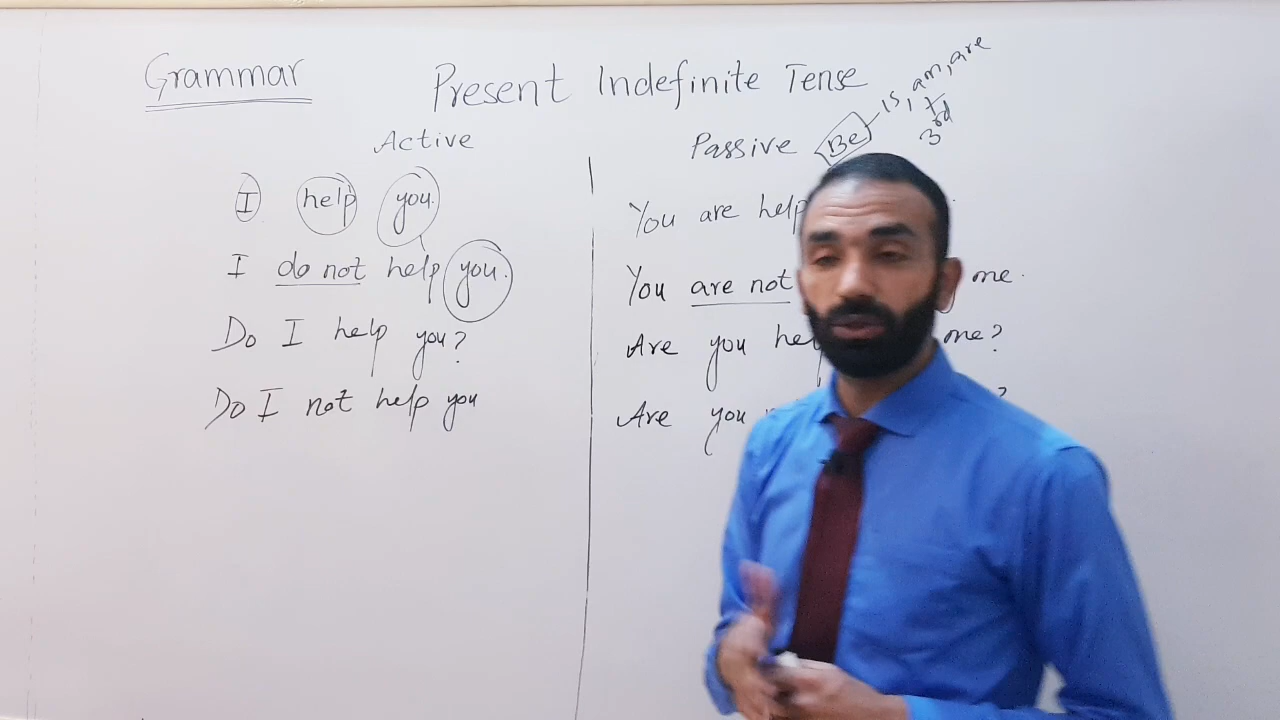 Grammar
Present Indefinite Tense
Active
Passive Be is, am, are
+
3rd
I help you.
You are help
I do not help you.
You are not me.
Do I help you?
Are you hel me?
Do I not help you
Are you ?